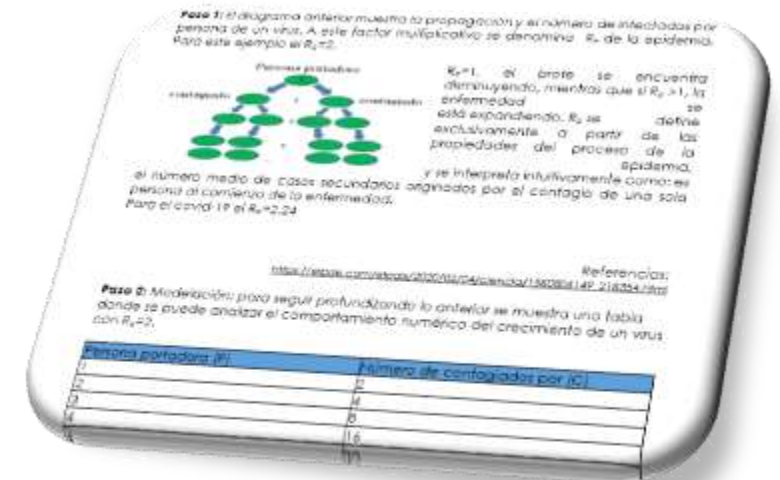 Paso 1: El diagrama anterior muestra la propagación y el número de infectados por
persona de un virus. A este factor multiplicativo se denomina R₀ de la epidemia.
Para este ejemplo el R₀=2.
Persona portadora
contagiado
contagiado
R₀=1, el brote se encuentra
disminuyendo, mientras que si R₀ >1, la
enfermedad se
está expandiendo. R₀ se define
exclusivamente a partir de las
propiedades del proceso de la
epidemia,
y se interpreta intuitivamente como: es
el número medio de casos secundarios originados por el contagio de una sola
persona al comienzo de la enfermedad.
Para el covid-19 el R₀=2.24
Referencias:
Paso 2: Modelación: para seguir profundizando lo anterior se muestra una tabla
donde se puede analizar el comportamiento numérico del crecimiento de un virus
con R₀=2.
Persona portadora (P) Número de contagiados por (C)
1 2
2 4
3 8
4 16